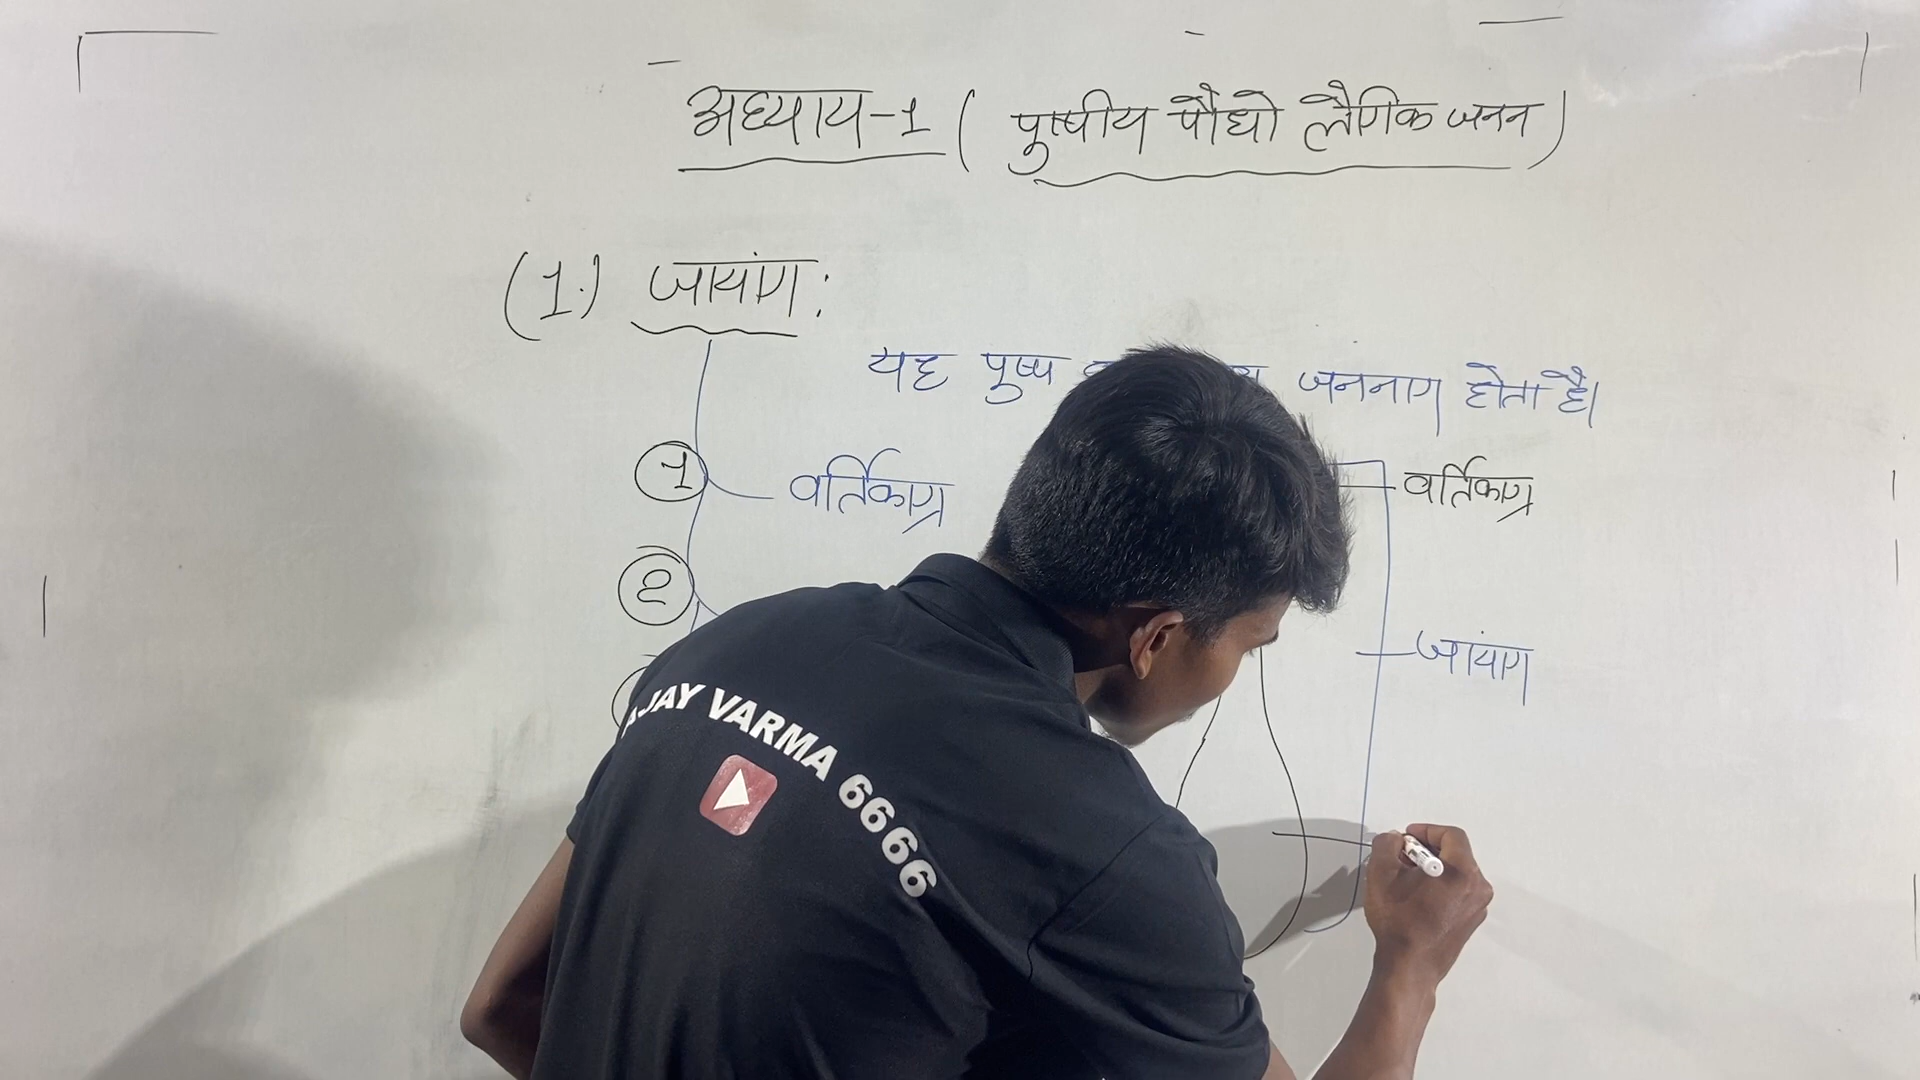 अध्याय-1 ( पुष्पीय पौधो लैगिक जनन )
(1.) जायांग :
यह पुष्प जननाग होता है।
1 वर्तिकाग्र
वर्तिकाग्र
2
जायांग
AJAY VARMA 6666